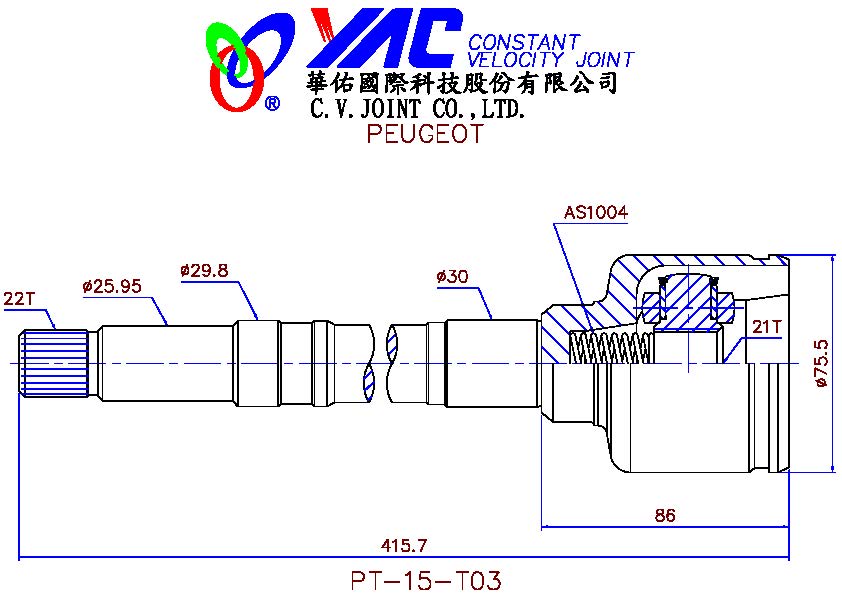 YAC CONSTANT
VELOCITY JOINT
®
華佑國際科技股份有限公司
C.V.JOINT CO.,LTD.
PEUGEOT
AS1004
ø29.8
ø30
ø25.95
22T
21T
ø75.5
86
415.7
PT-15-T03